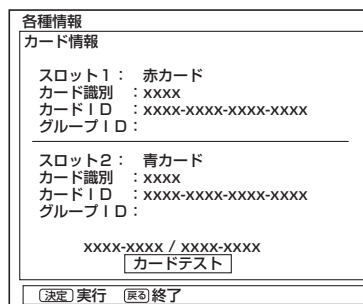 各種情報
カード情報
スロット1： 赤カード
カード識別 ：xxxx
カードＩＤ ：xxxx-xxxx-xxxx-xxxx
グループＩＤ：
スロット2： 青カード
カード識別 ：xxxx
カードＩＤ ：xxxx-xxxx-xxxx-xxxx
グループＩＤ：
xxxx-xxxx / xxxx-xxxx
カードテスト
決定 実行 戻る 終了